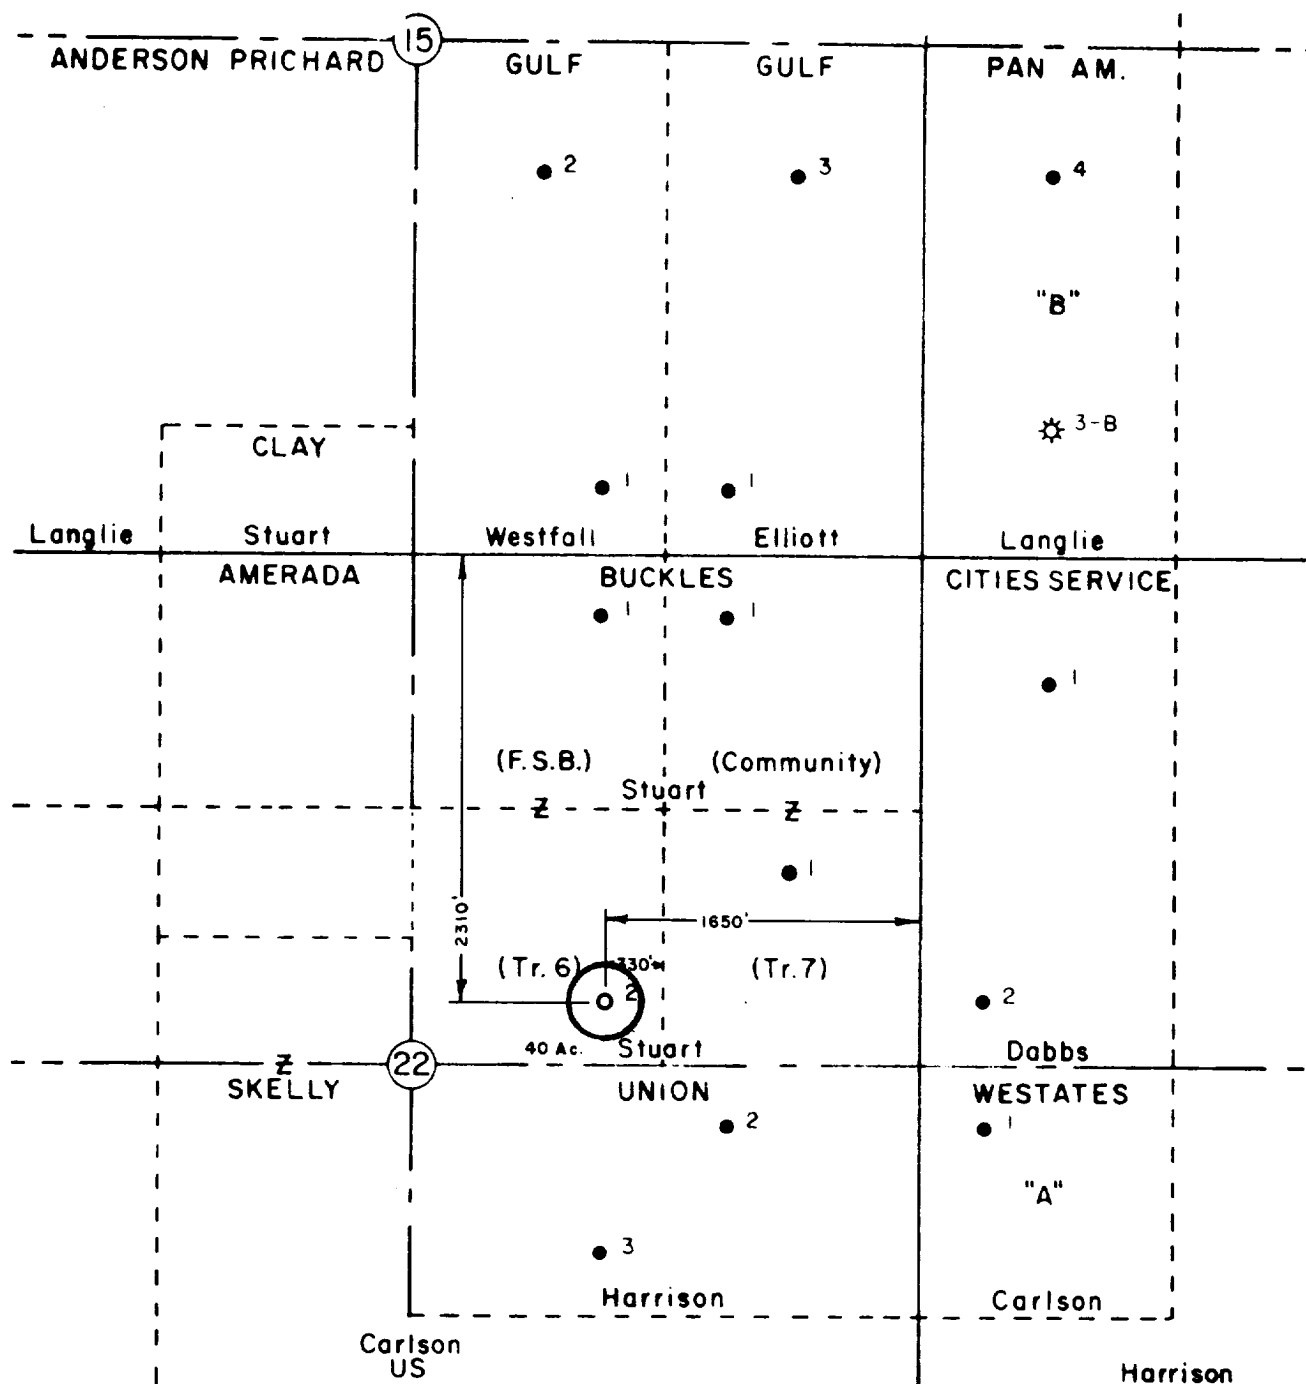 15
ANDERSON PRICHARD
GULF
GULF
PAN AM.
2
3
4
"B"
3-B
CLAY
1
1
Langlie
Stuart
Westfall
Elliott
Langlie
AMERADA
BUCKLES
CITIES SERVICE
1
1
1
(F.S.B.)
(Community)
Stuart
Z
Z
1
2310'
1650'
(Tr. 6)
330'
(Tr. 7)
2
2
40 Ac.
Stuart
Dabbs
Z
22
SKELLY
UNION
WESTATES
2
1
"A"
3
Harrison
Carlson
Carlson
US
Harrison